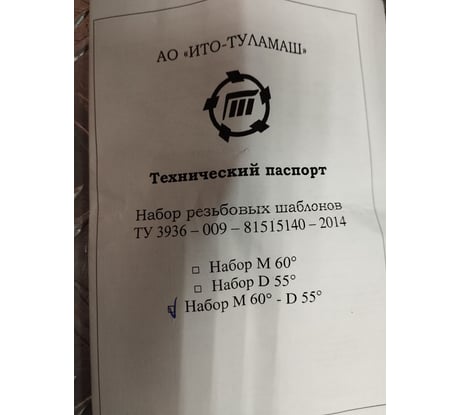 АО «ИТО-ТУЛАМАШ»
Технический паспорт
Набор резьбовых шаблонов
ТУ 3936 – 009 – 81515140 – 2014
□ Набор М 60°
□ Набор D 55°
☑ Набор М 60° - D 55°